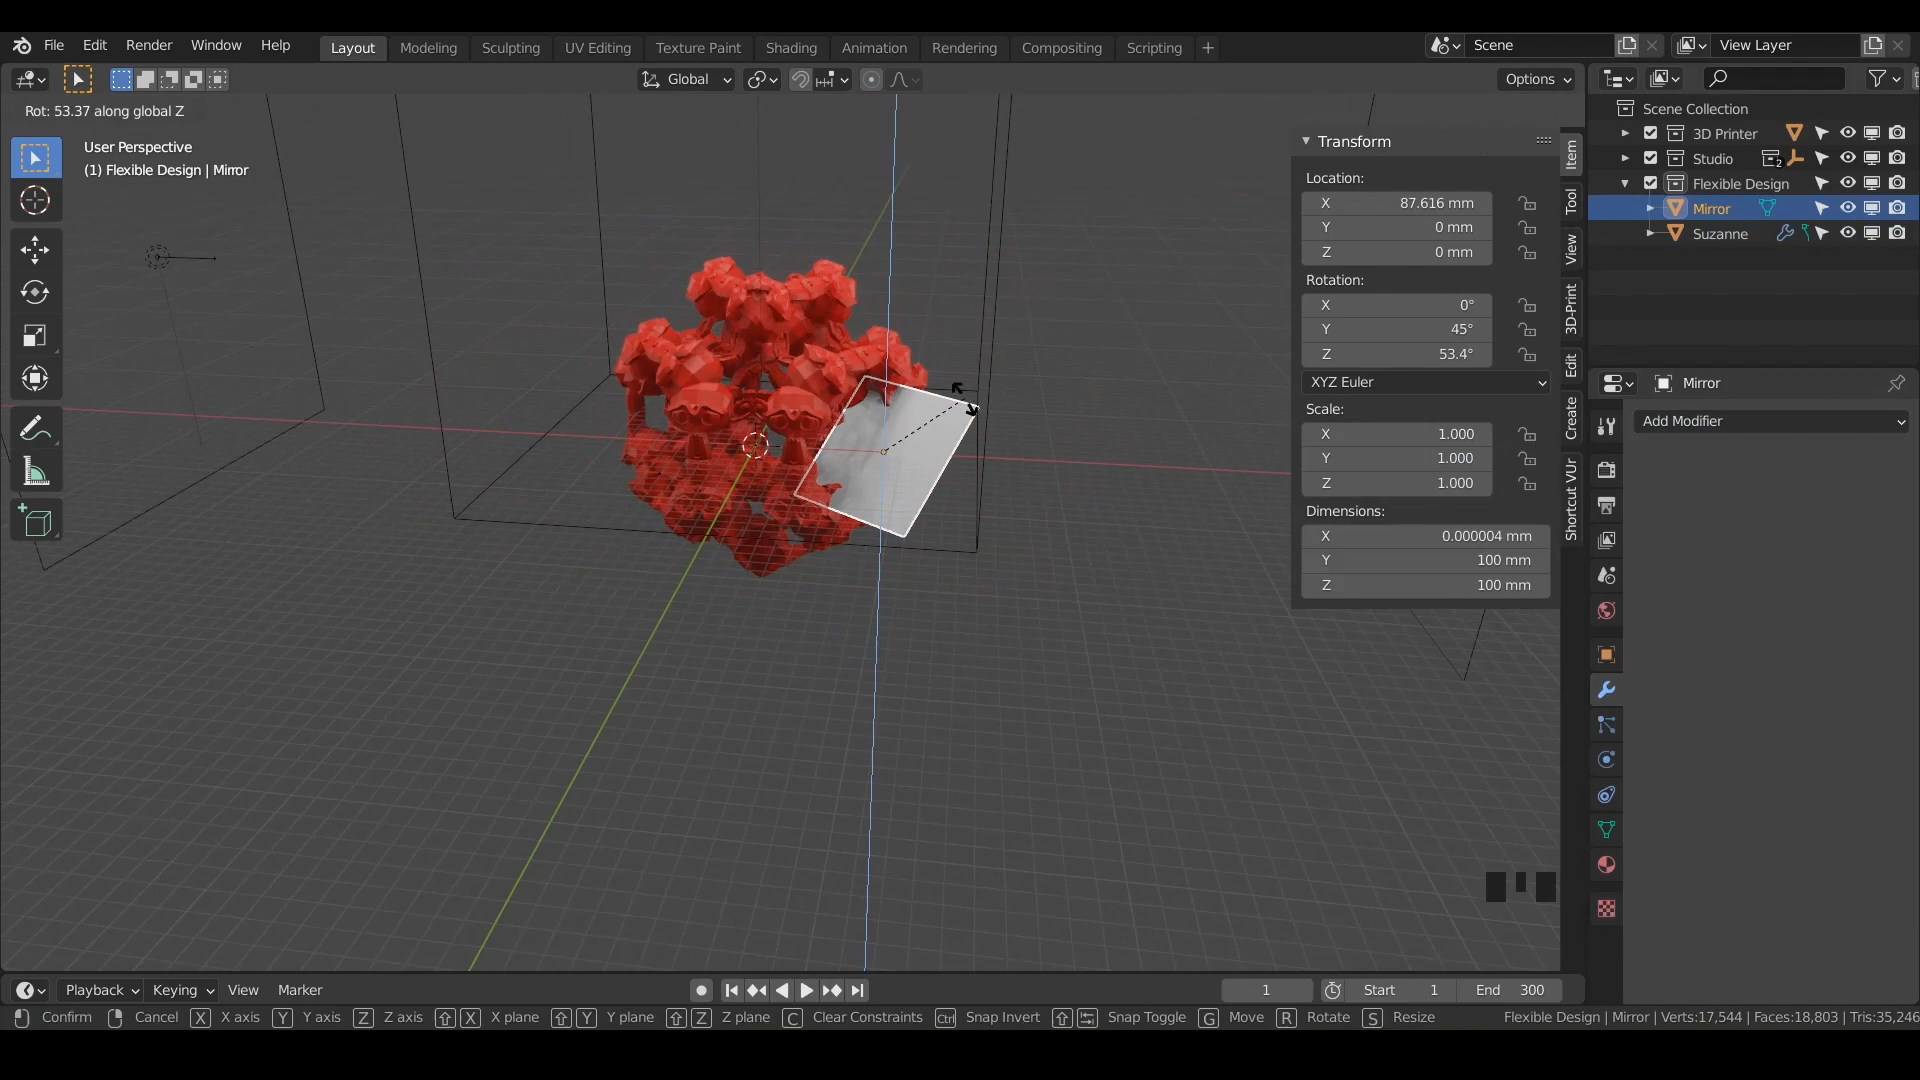 File Edit Render Window Help Layout Modeling Sculpting UV Editing Texture Paint Shading Animation Rendering Compositing Scripting + Scene View Layer
Global Options
Rot: 53.37 along global Z
User Perspective
(1) Flexible Design | Mirror
Transform
Location:
X 87.616 mm
Y 0 mm
Z 0 mm
Rotation:
X 0°
Y 45°
Z 53.4°
XYZ Euler
Scale:
X 1.000
Y 1.000
Z 1.000
Dimensions:
X 0.000004 mm
Y 100 mm
Z 100 mm
Item
Tool
View
3D-Print
Edit
Create
Shortcut VUr
Scene Collection
3D Printer
Studio 2
Flexible Design
Mirror
Suzanne
Mirror
Add Modifier
Playback Keying View Marker 1 Start 1 End 300
Confirm Cancel X X axis Y Y axis Z Z axis X X plane Y Y plane Z Z plane C Clear Constraints Ctrl Snap Invert Snap Toggle G Move R Rotate S Resize Flexible Design | Mirror | Verts:17,544 | Faces:18,803 | Tris:35,246